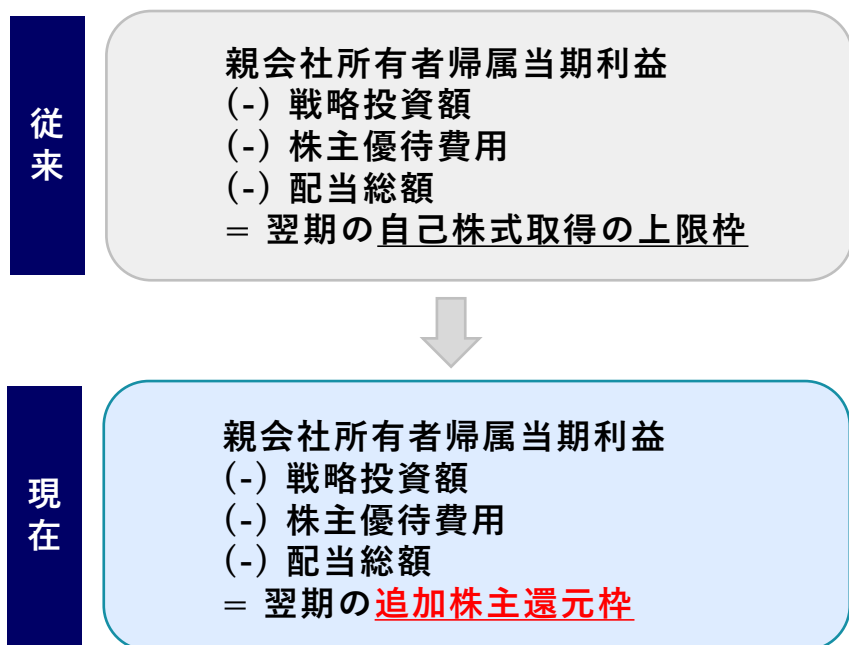 従来
親会社所有者帰属当期利益
(-) 戦略投資額
(-) 株主優待費用
(-) 配当総額
= 翌期の自己株式取得の上限枠
現在
親会社所有者帰属当期利益
(-) 戦略投資額
(-) 株主優待費用
(-) 配当総額
= 翌期の追加株主還元枠